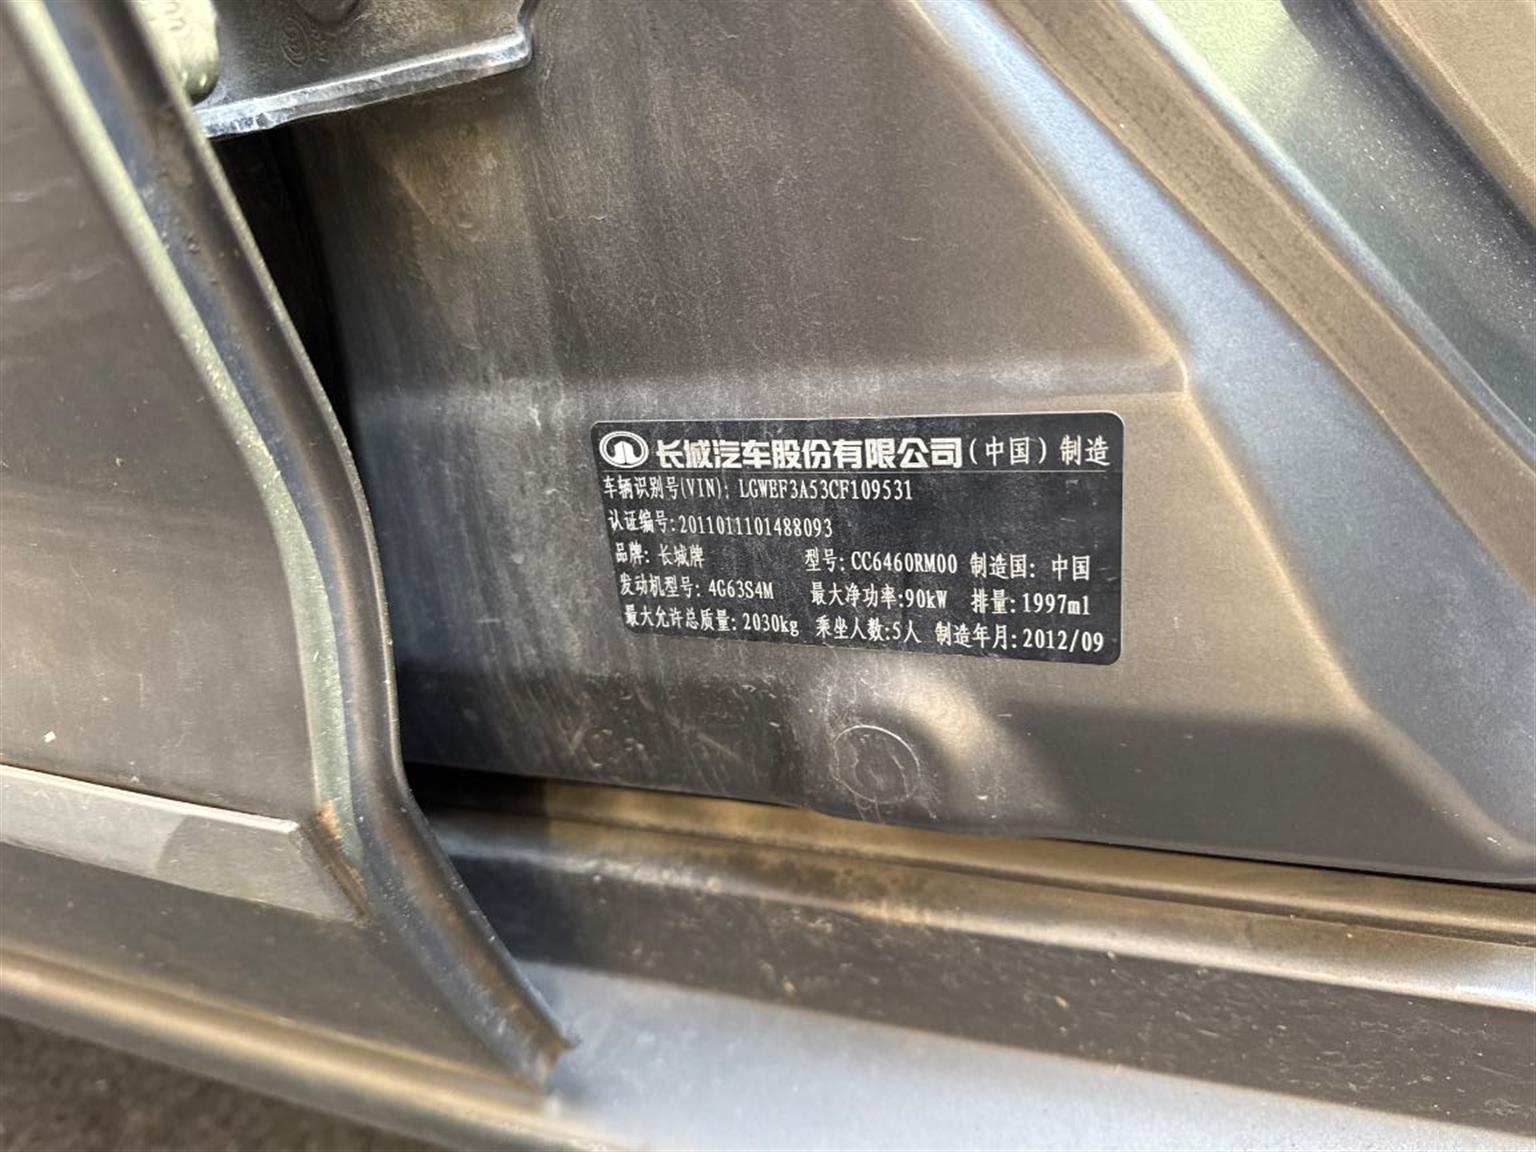 长城汽车股份有限公司(中国)制造
车辆识别号(VIN): LGWEF3A53CF109531
认证编号:2011011101488093
品牌: 长城牌 型号: CC6460RM00 制造国: 中国
发动机型号: 4G63S4M 最大净功率:90kW 排量: 1997ml
最大允许总质量: 2030kg 乘坐人数:5人 制造年月: 2012/09